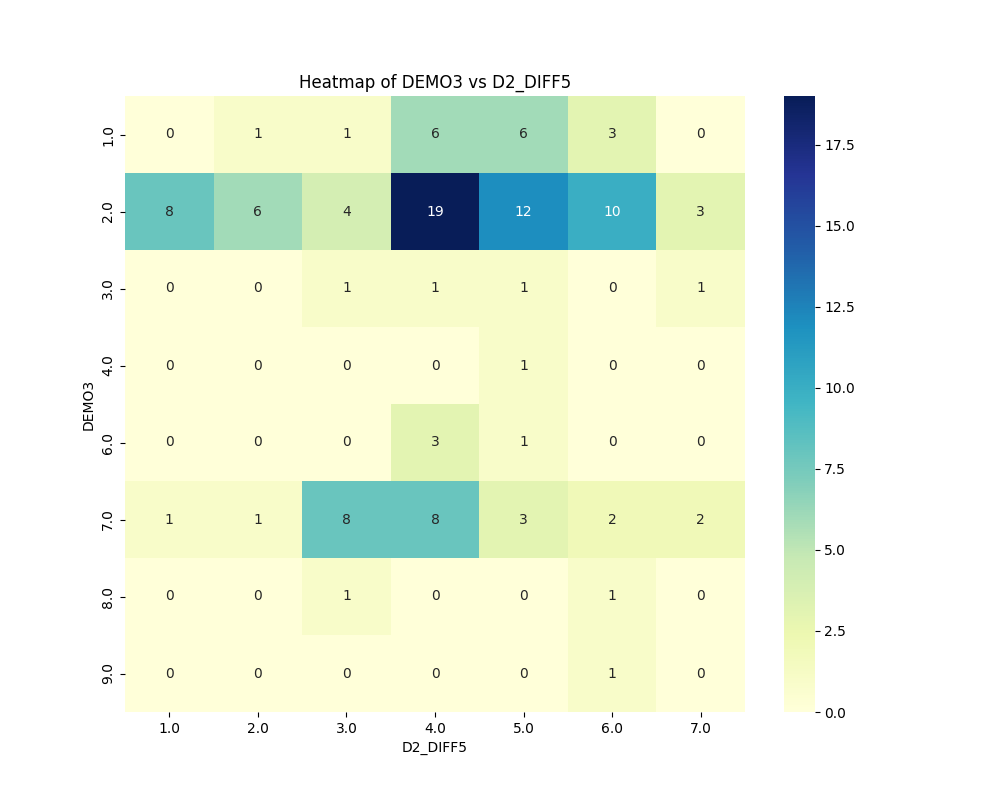 Heatmap of DEMO3 vs D2_DIFF5
1.0 0 1 1 6 6 3 0
2.0 8 6 4 19 12 10 3
3.0 0 0 1 1 1 0 1
4.0 0 0 0 0 1 0 0
6.0 0 0 0 3 1 0 0
7.0 1 1 8 8 3 2 2
8.0 0 0 1 0 0 1 0
9.0 0 0 0 0 0 1 0
DEMO3
1.0 2.0 3.0 4.0 5.0 6.0 7.0
D2_DIFF5
17.5
15.0
12.5
10.0
7.5
5.0
2.5
0.0